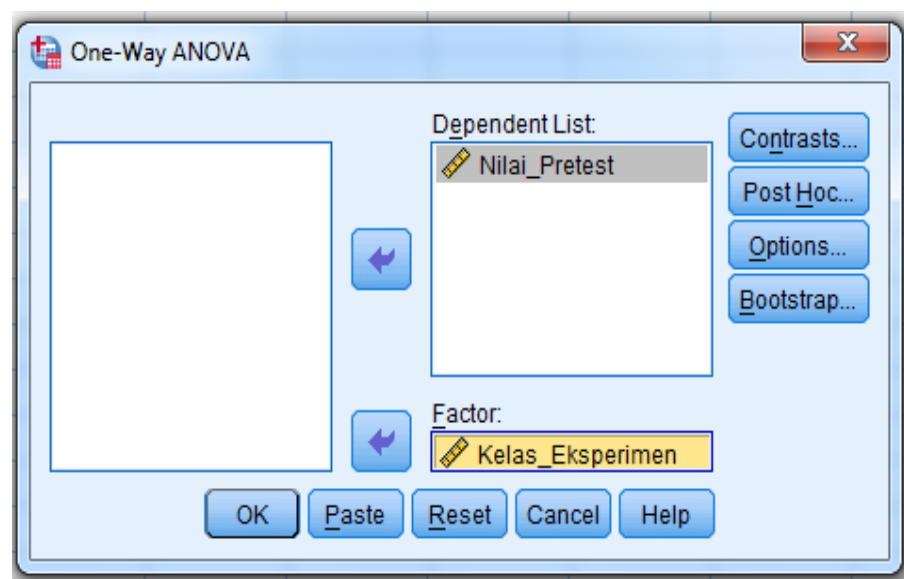 One-Way ANOVA
X
Dependent List:
Nilai_Pretest
Contrasts...
Post Hoc...
Options...
Bootstrap...
Factor:
Kelas_Eksperimen
OK Paste Reset Cancel Help